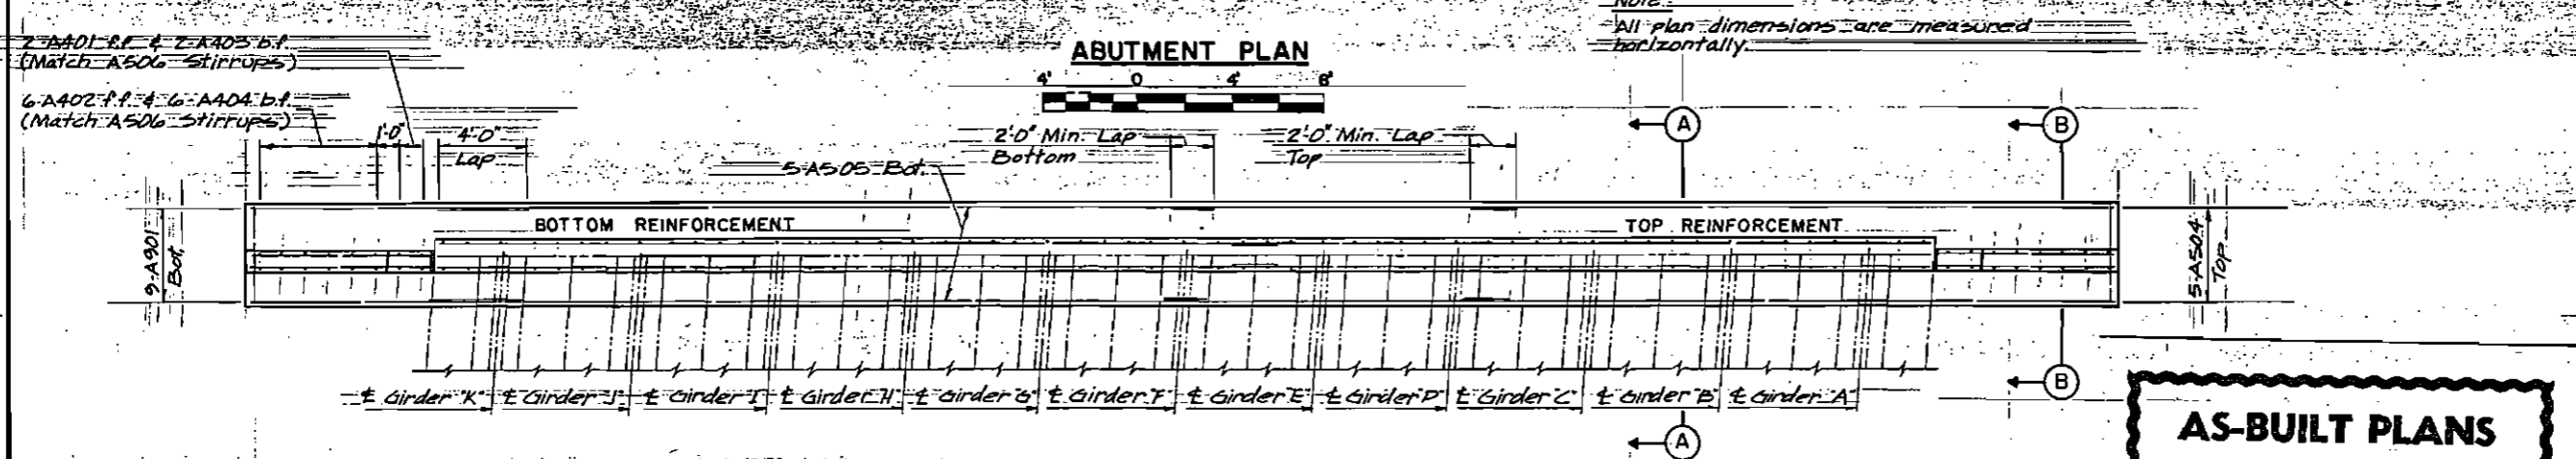 Note:
All plan dimensions are measured
horizontally.
2-A401 f.f. & 2-A403 b.f.
(Match A506 Stirrups)
ABUTMENT PLAN
4' 0 4' 8'
6-A402 f.f. & 6-A404 b.f.
(Match A506 Stirrups)
1'-0"
4'-0"
Lap
2'-0" Min. Lap
Bottom
2'-0" Min. Lap
Top
A
B
5-A505 Bot.
BOTTOM REINFORCEMENT
TOP REINFORCEMENT
9-A901
Bot.
5-A504
Top
℄ Girder "K" ℄ Girder "J" ℄ Girder "I" ℄ Girder "H" ℄ Girder "G" ℄ Girder "F" ℄ Girder "E" ℄ Girder "D" ℄ Girder "C" ℄ Girder "B" ℄ Girder "A"
B
A
AS-BUILT PLANS